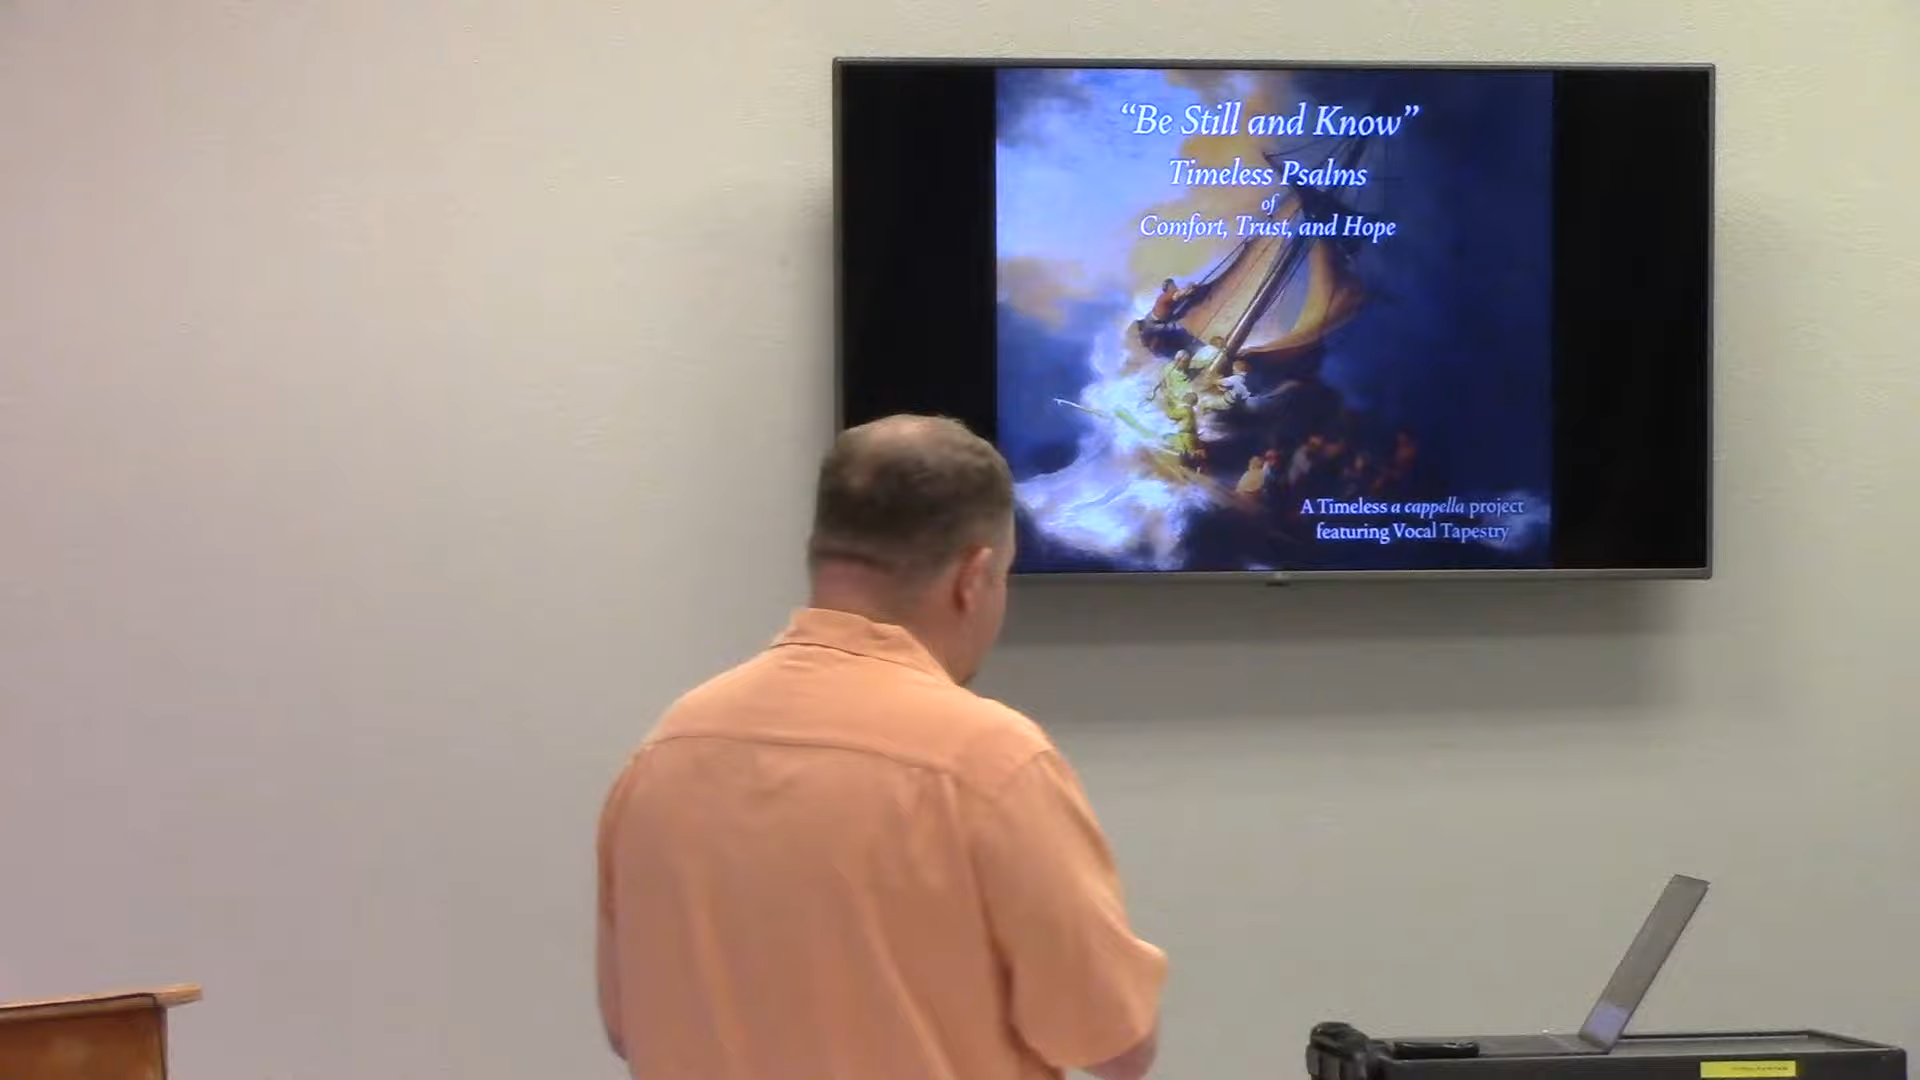 “Be Still and Know”
Timeless Psalms
of
Comfort, Trust, and Hope
A Timeless a cappella project
featuring Vocal Tapestry